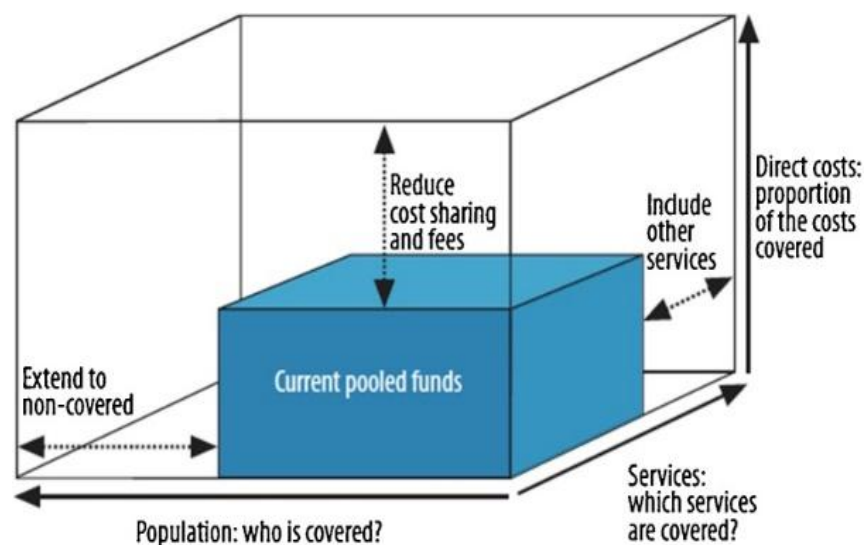 Reduce
cost sharing
and fees
Include
other
services
Direct costs:
proportion
of the costs
covered
Extend to
non-covered
Current pooled funds
Services:
which services
are covered?
Population: who is covered?